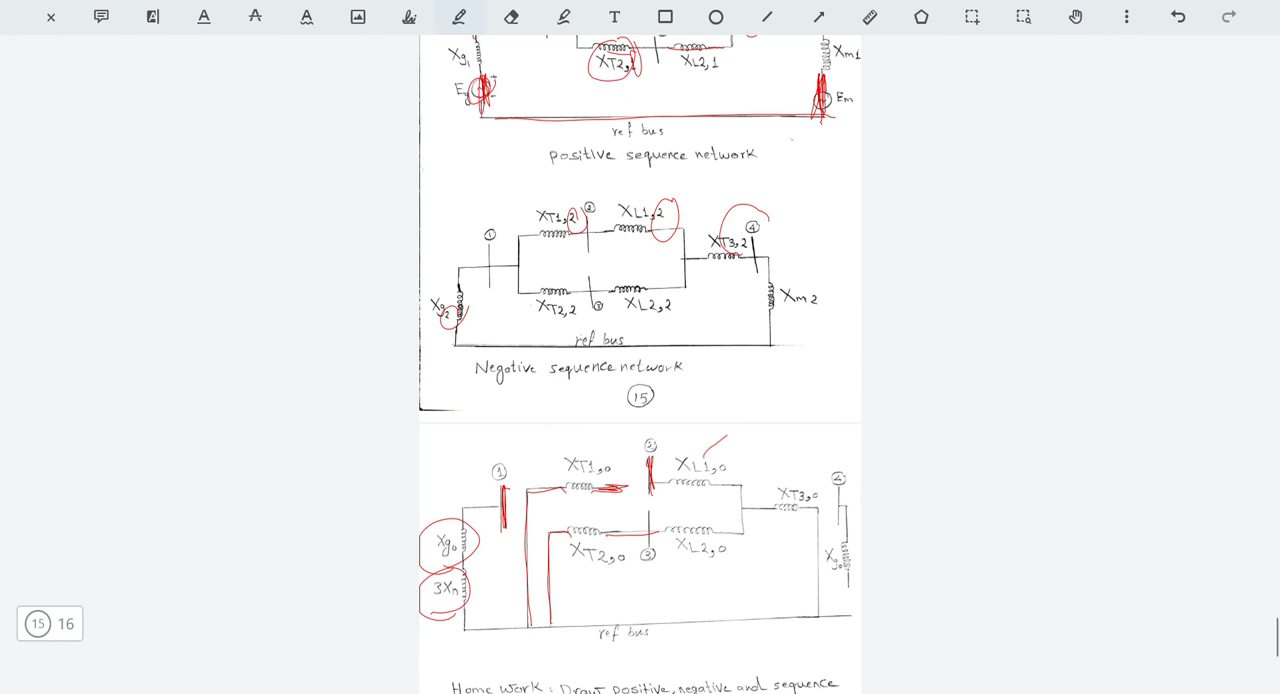 T
Xg1
XT2,1
XL2,1
Xm1
Eg
+
-
Em
ref bus
positive sequence network
XT1,2
②
XL1,2
①
④
XT3,2
Xg2
XT2,2
③
XL2,2
Xm2
ref bus
Negative sequence network
15
②
①
XT1,0
XL1,0
XT3,0
Xg0
XT2,0
③
XL2,0
Xg0
3Xn
15 16
ref bus
Home work: Draw positive, negative and sequence